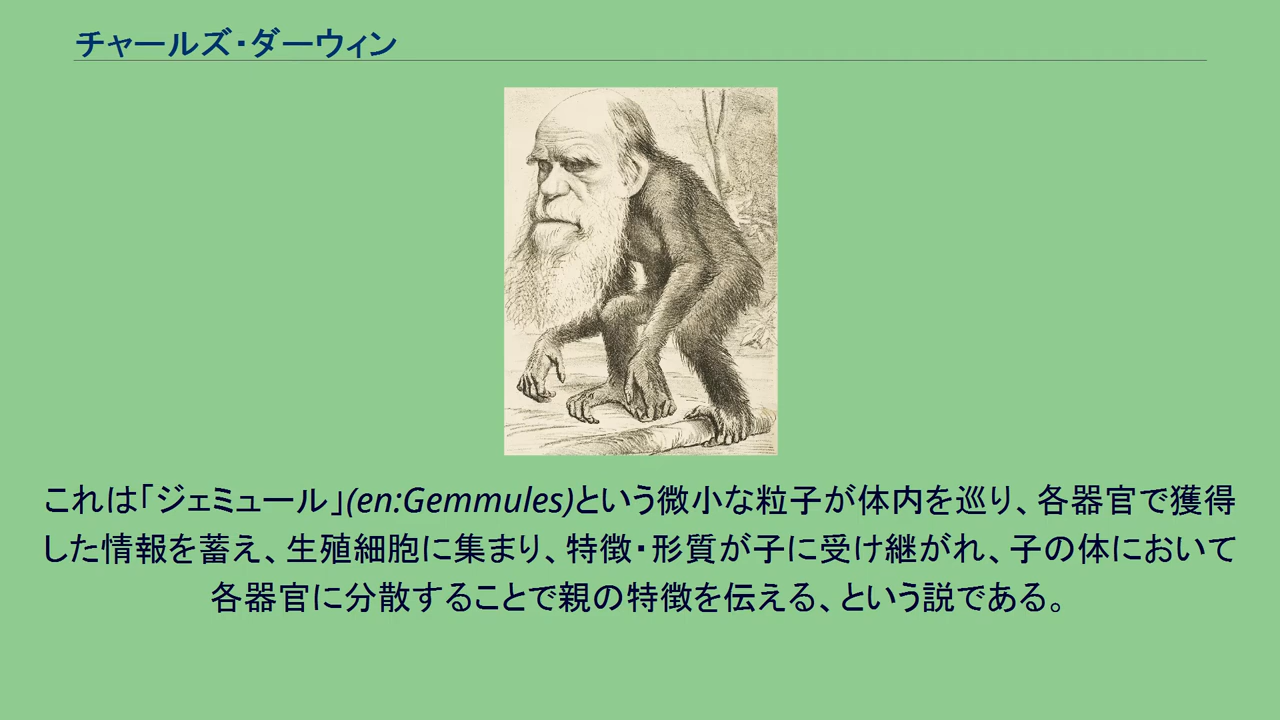 チャールズ・ダーウィン
これは「ジェミュール」(en:Gemmules)という微小な粒子が体内を巡り、各器官で獲得
した情報を蓄え、生殖細胞に集まり、特徴・形質が子に受け継がれ、子の体において
各器官に分散することで親の特徴を伝える、という説である。